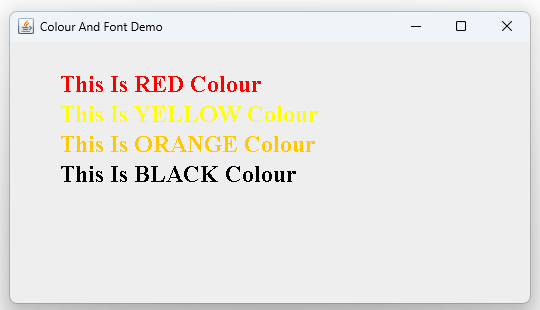 Colour And Font Demo
This Is RED Colour
This Is YELLOW Colour
This Is ORANGE Colour
This Is BLACK Colour